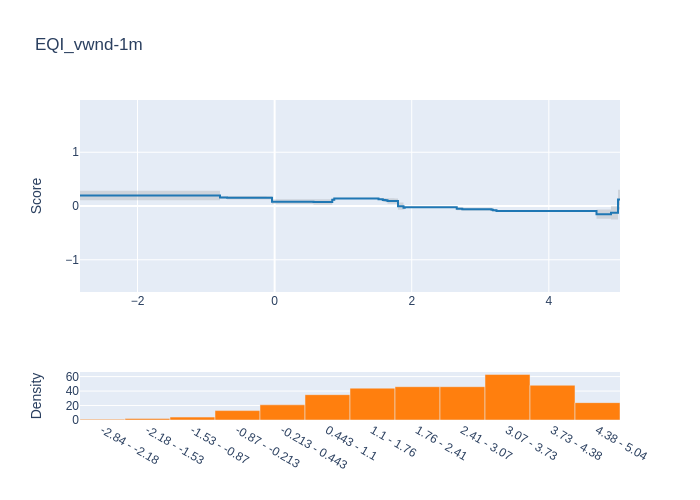 EQI_vwnd-1m
Score
1
0
−1
−2
0
2
4
Density
60
40
20
0
-2.84 - -2.18
-2.18 - -1.53
-1.53 - -0.87
-0.87 - -0.213
-0.213 - 0.443
0.443 - 1.1
1.1 - 1.76
1.76 - 2.41
2.41 - 3.07
3.07 - 3.73
3.73 - 4.38
4.38 - 5.04